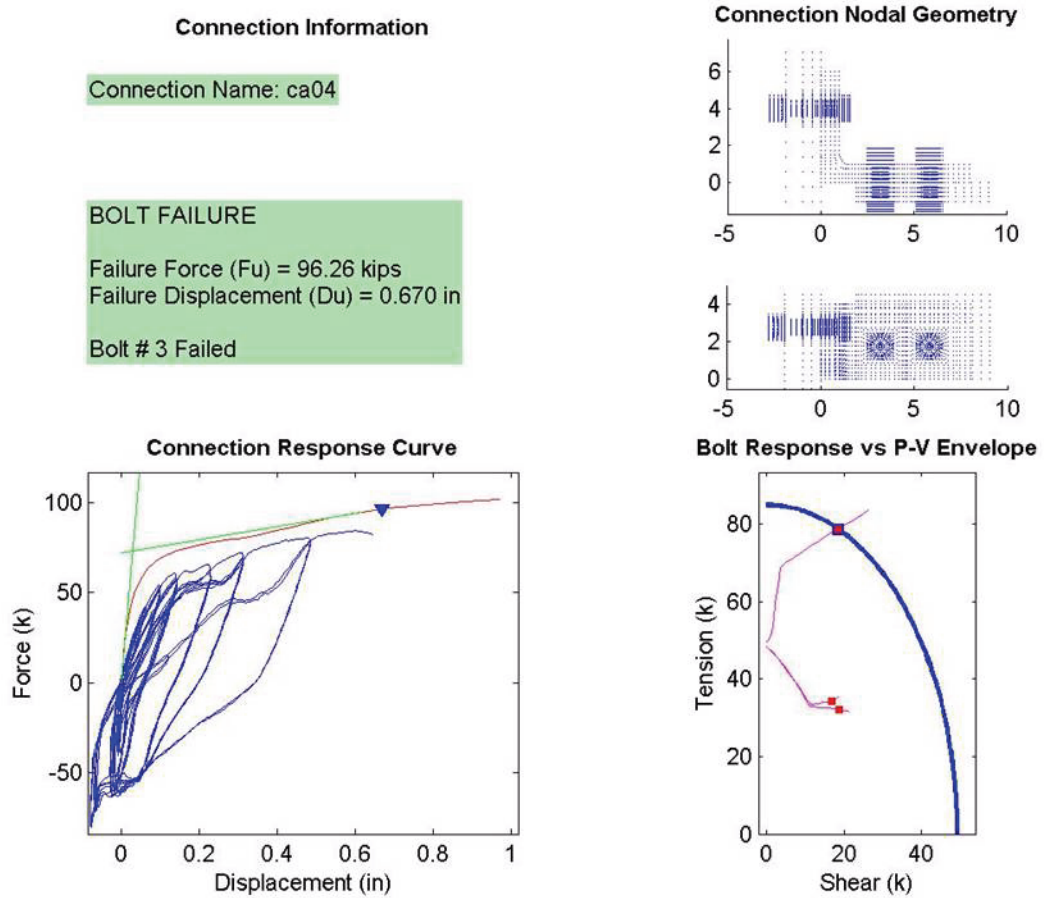 Connection Information
Connection Name: ca04
BOLT FAILURE
Failure Force (Fu) = 96.26 kips
Failure Displacement (Du) = 0.670 in
Bolt # 3 Failed
Connection Nodal Geometry
6
4
2
0
-5 0 5 10
4
2
0
-5 0 5 10
Connection Response Curve
100
50
0
-50
Force (k)
0 0.2 0.4 0.6 0.8 1
Displacement (in)
Bolt Response vs P-V Envelope
80
60
40
20
0
Tension (k)
0 20 40
Shear (k)